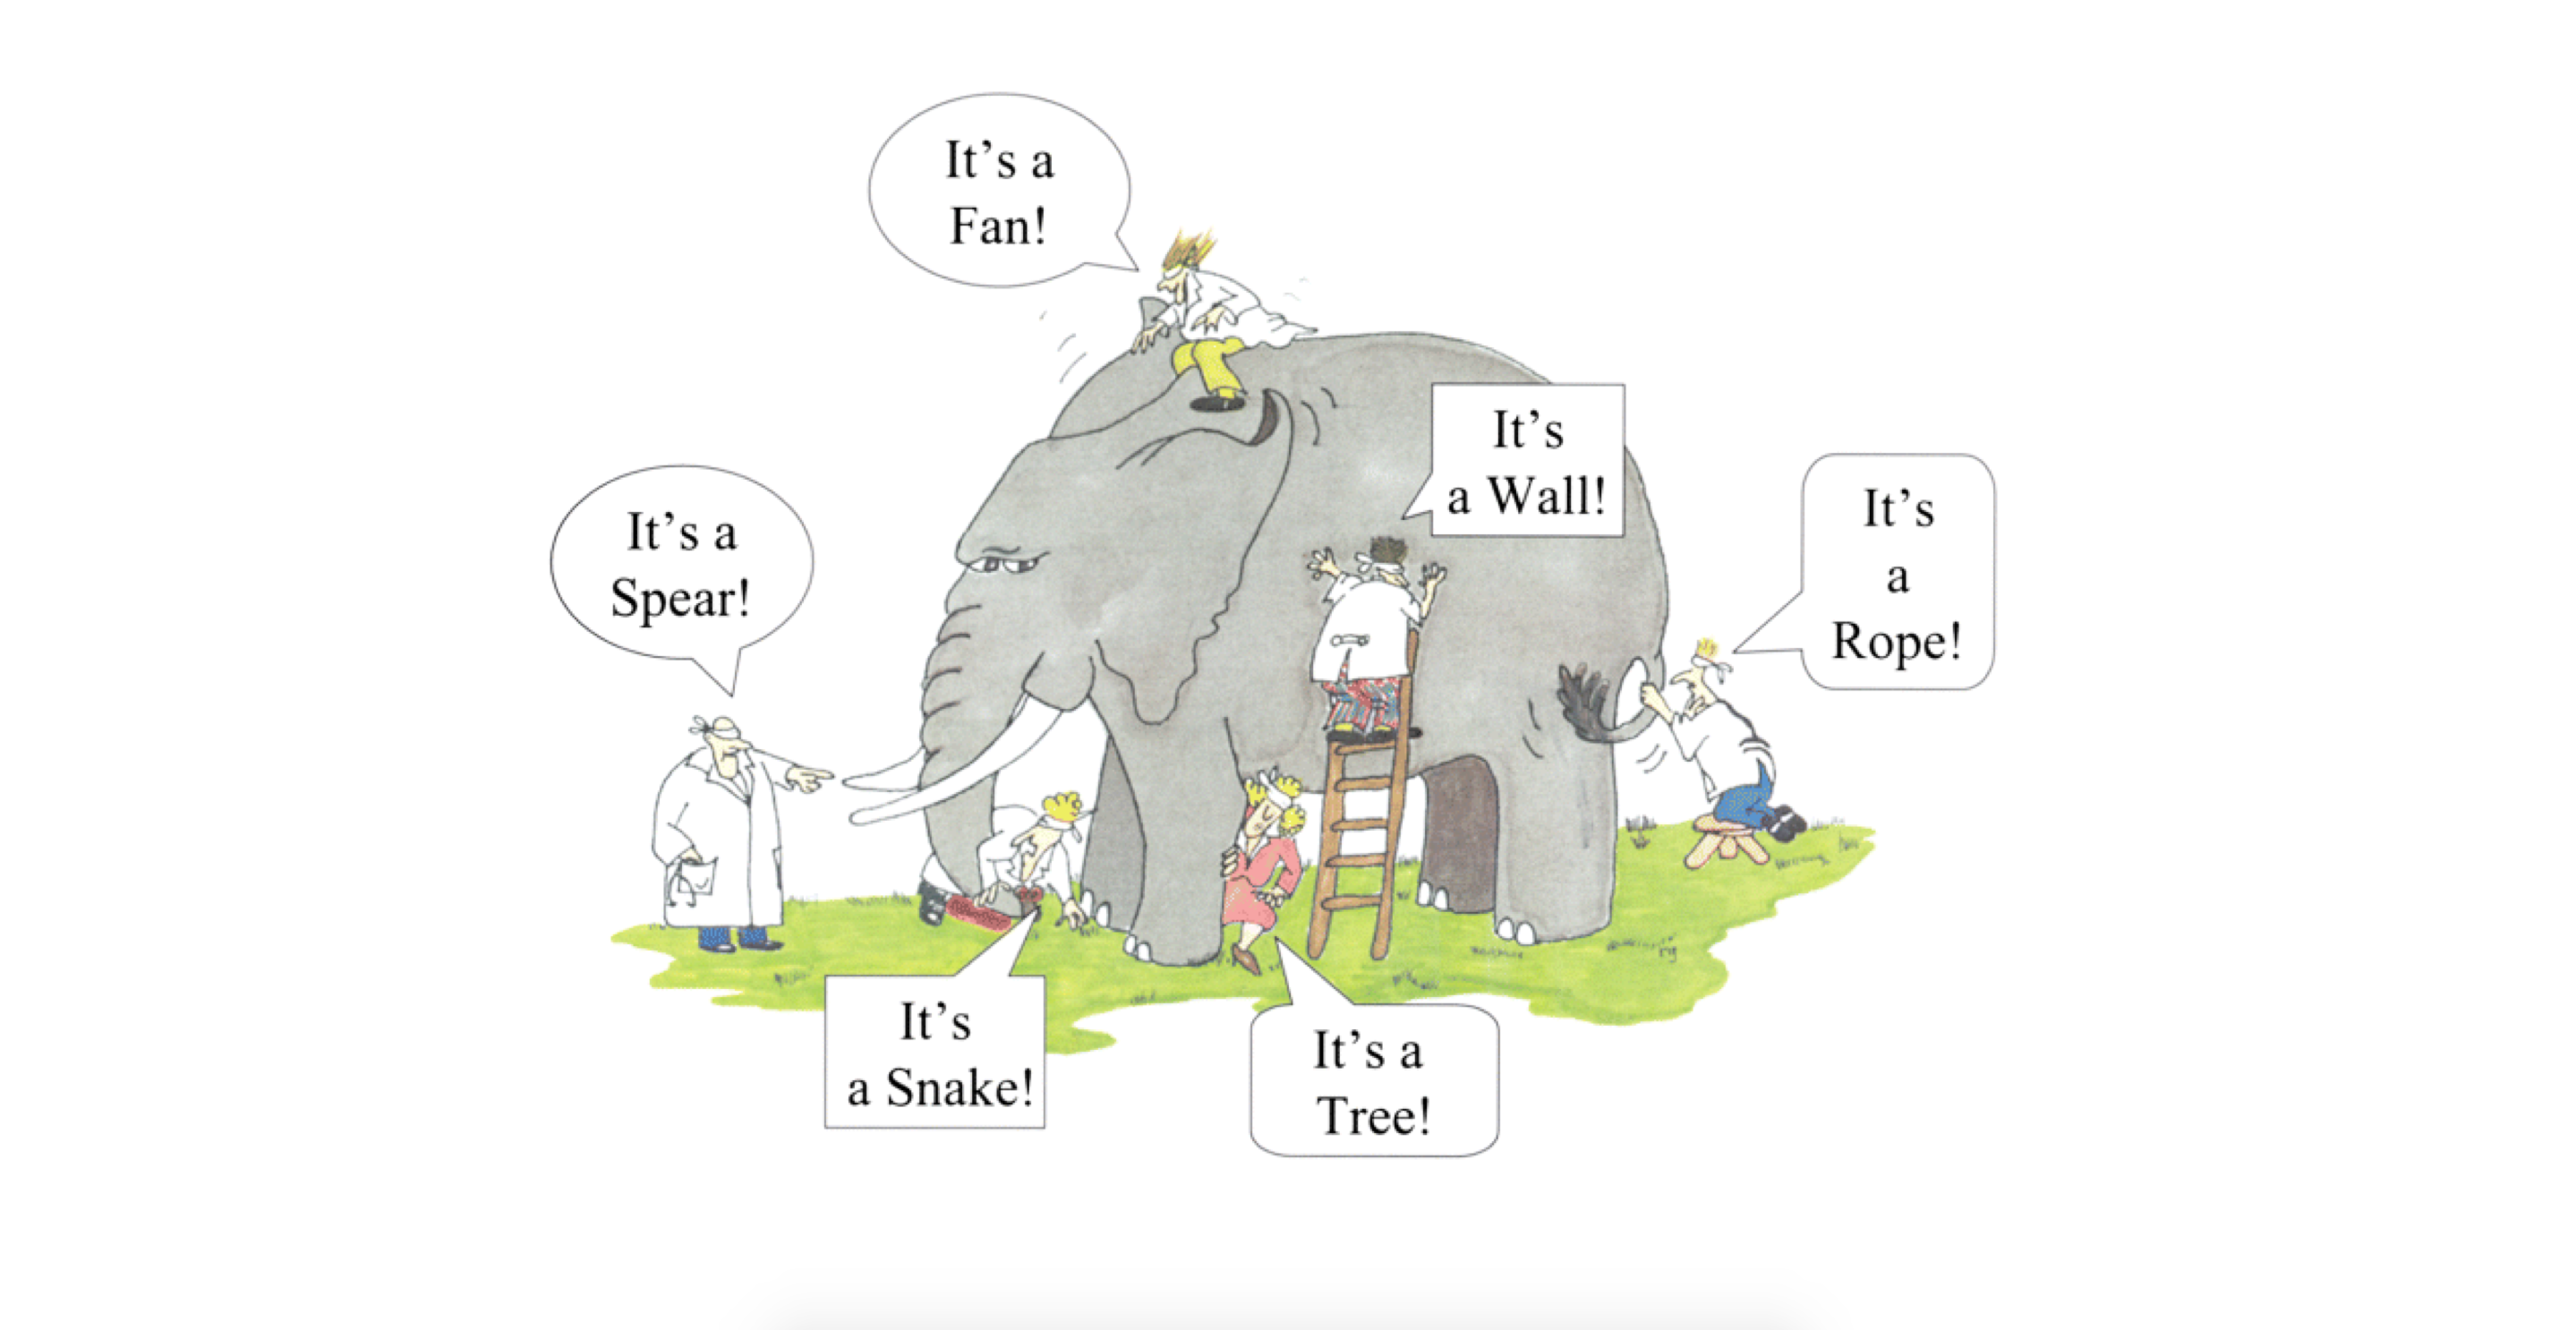 It’s a
Fan!
It’s
a Wall!
It’s a
Spear!
It’s
a
Rope!
It’s
a Snake!
It’s a
Tree!